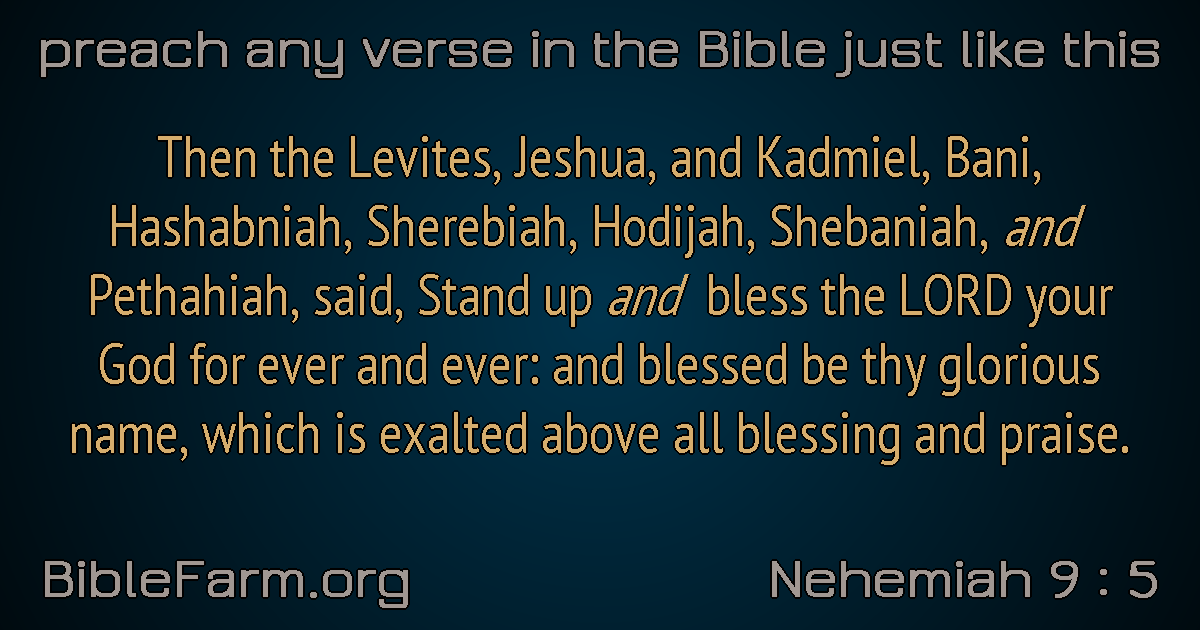 preach any verse in the Bible just like this
Then the Levites, Jeshua, and Kadmiel, Bani,
Hashabniah, Sherebiah, Hodijah, Shebaniah, and
Pethahiah, said, Stand up and bless the LORD your
God for ever and ever: and blessed be thy glorious
name, which is exalted above all blessing and praise.
BibleFarm.org
Nehemiah 9 : 5